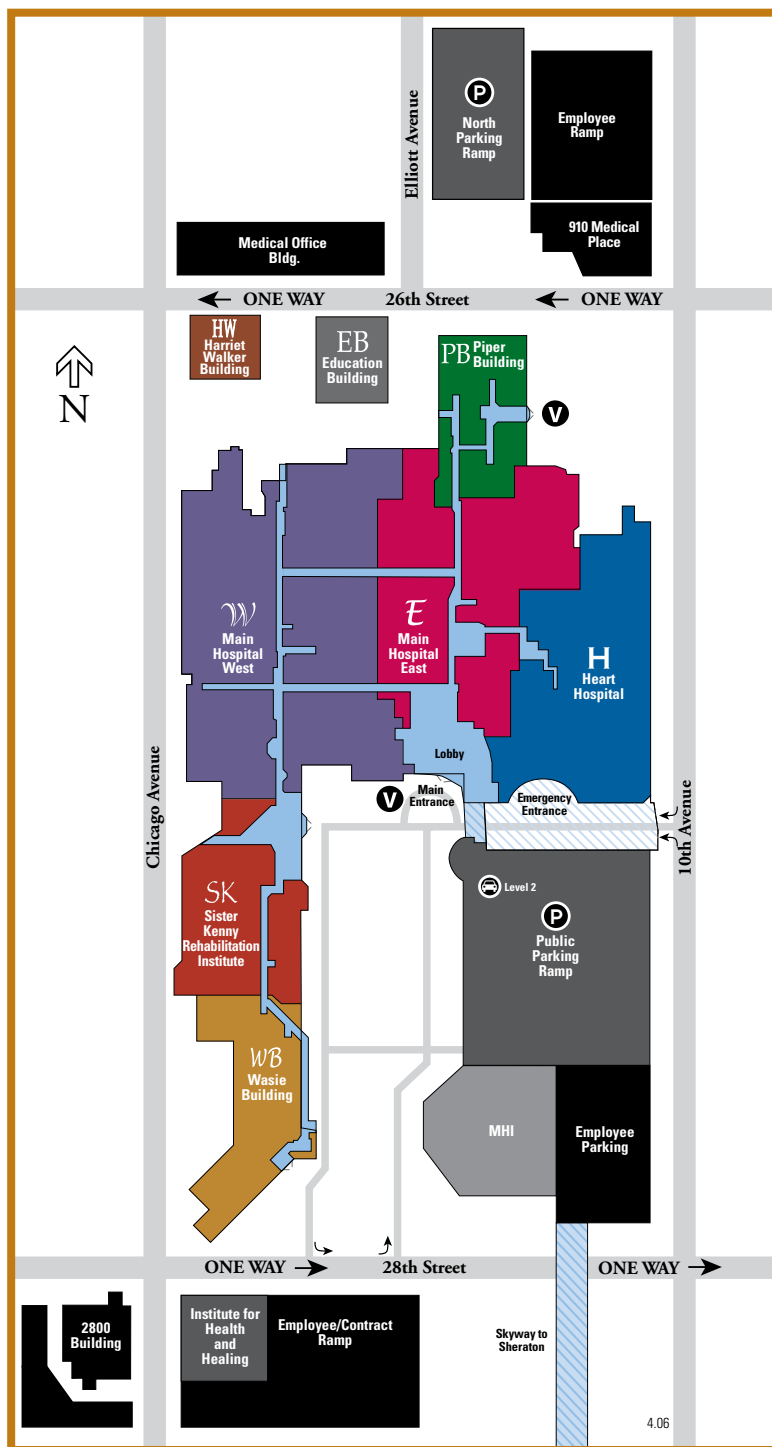 Elliott Avenue
P
North
Parking
Ramp
Employee
Ramp
910 Medical
Place
Medical Office
Bldg.
ONE WAY
26th Street
ONE WAY
HW
Harriet
Walker
Building
EB
Education
Building
PB Piper
Building
N
V
W
Main
Hospital
West
E
Main
Hospital
East
H
Heart
Hospital
Lobby
Chicago Avenue
V
Main
Entrance
Emergency
Entrance
10th Avenue
SK
Sister
Kenny
Rehabilitation
Institute
Level 2
P
Public
Parking
Ramp
WB
Wasie
Building
MHI
Employee
Parking
ONE WAY
28th Street
ONE WAY
2800
Building
Institute for
Health
and
Healing
Employee/Contract
Ramp
Skyway to
Sheraton
4.06